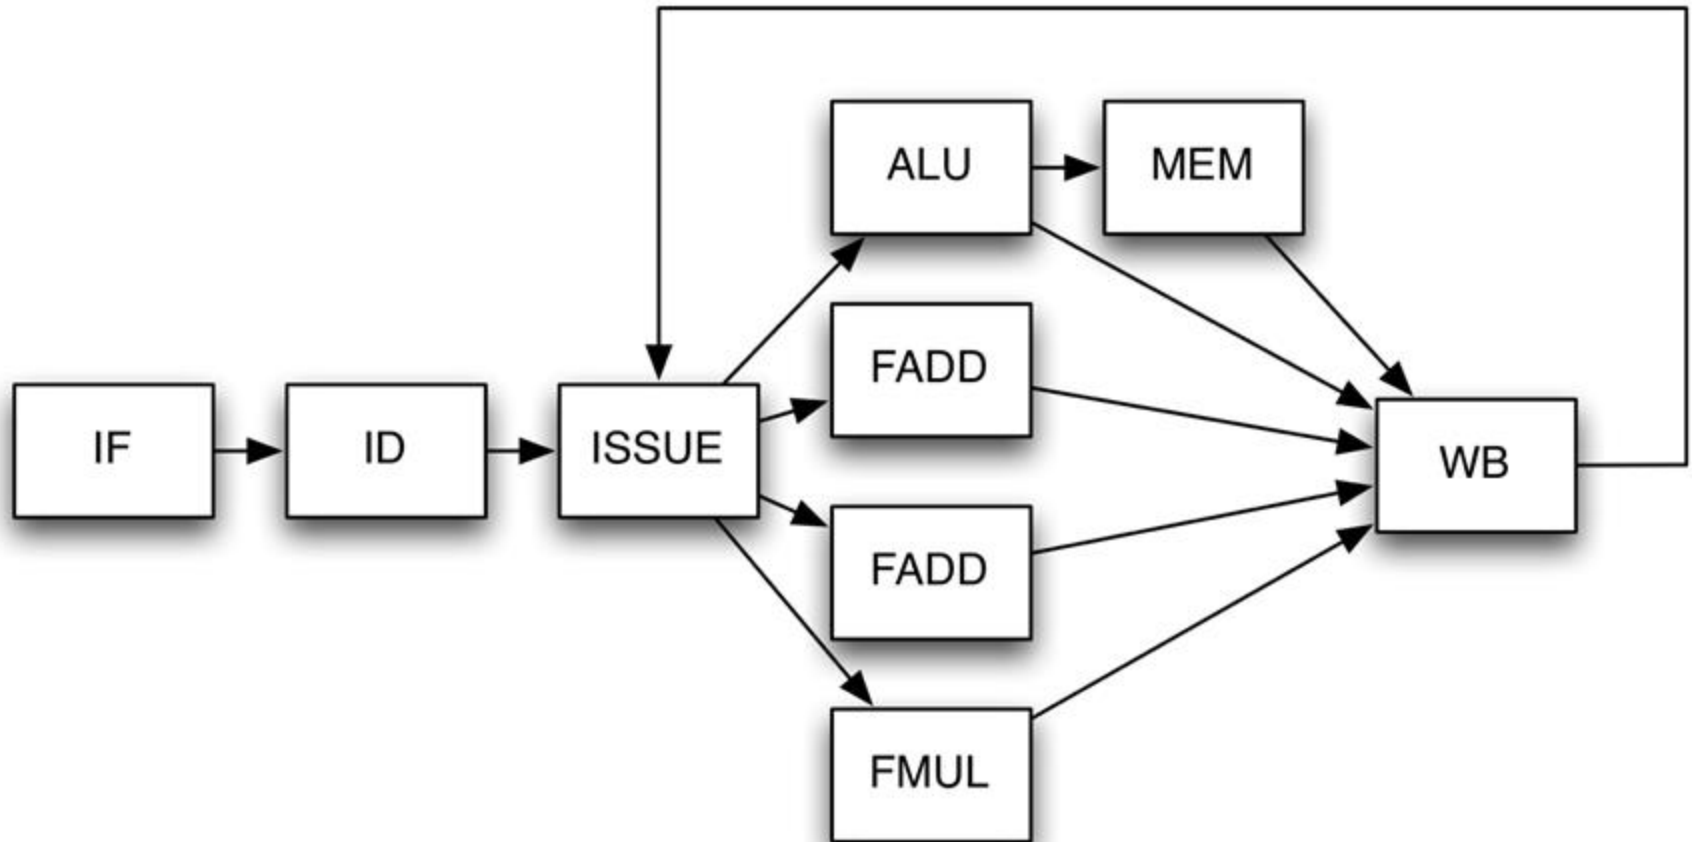 IF
ID
ISSUE
ALU
MEM
FADD
FADD
FMUL
WB